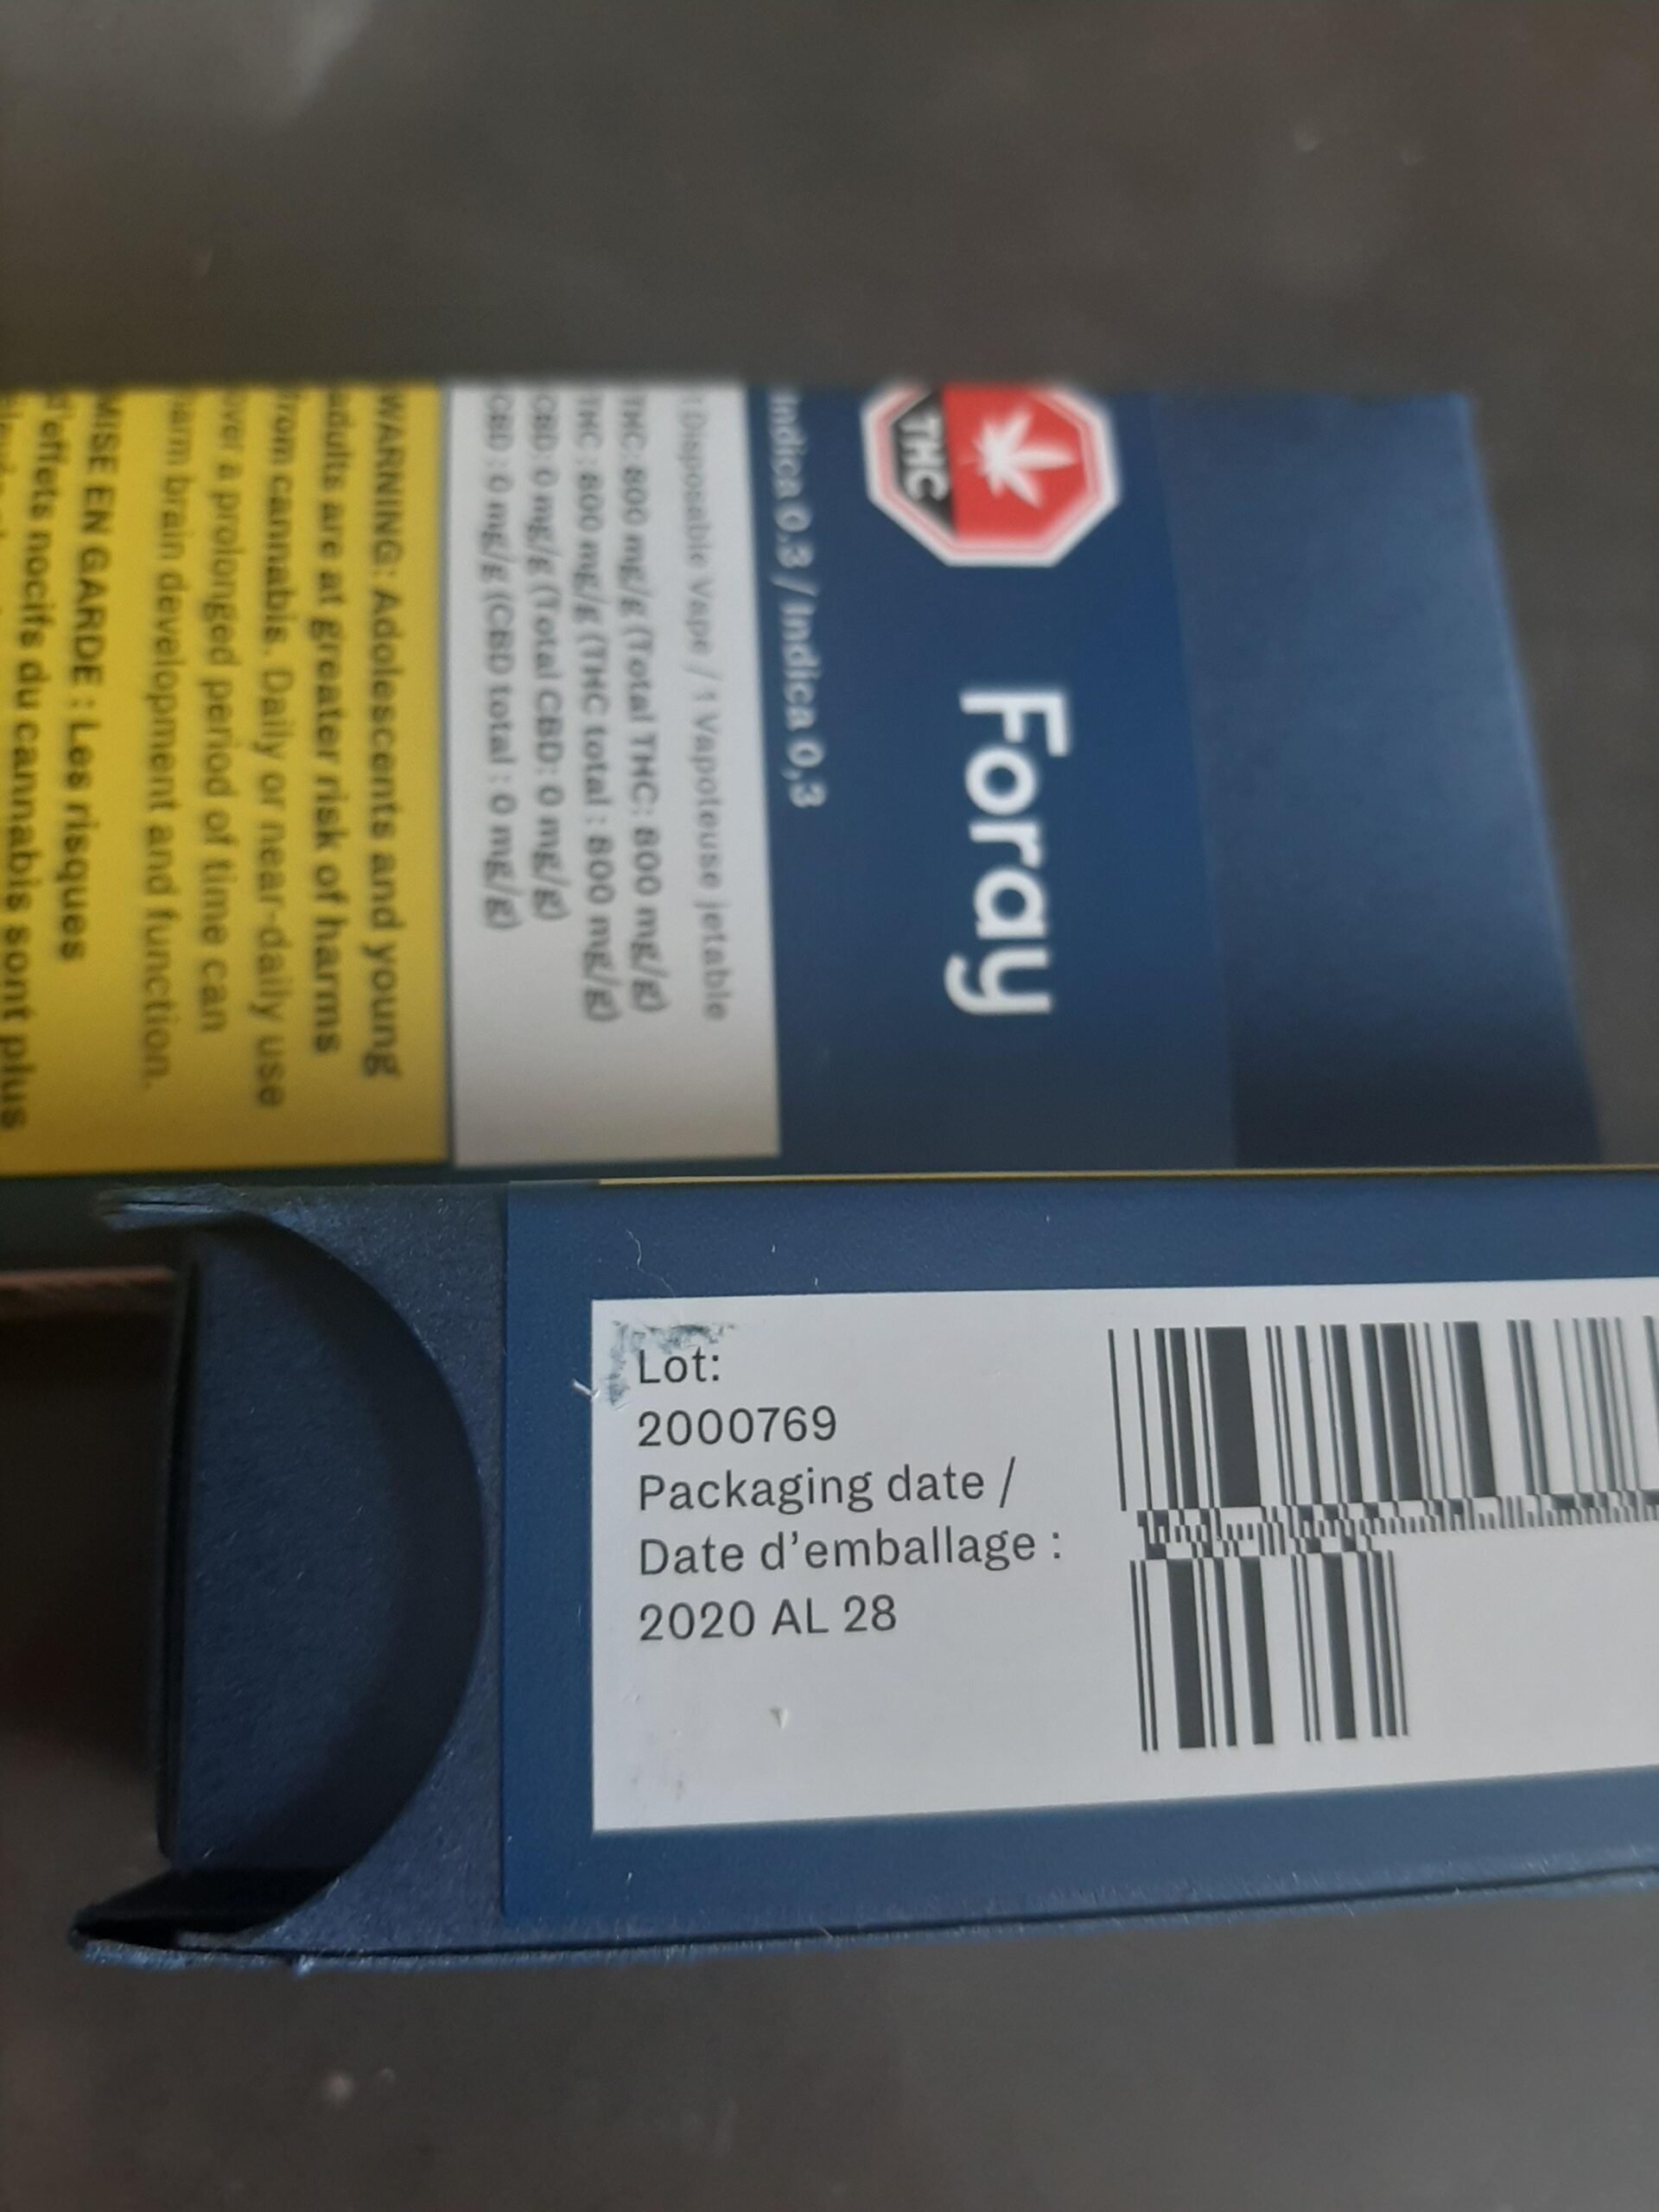 THC
Foray
Indica 0.3 / Indica 0,3
1 Disposable Vape / 1 Vapoteuse jetable
THC: 800 mg/g (Total THC: 800 mg/g)
THC : 800 mg/g (THC total : 800 mg/g)
CBD: 0 mg/g (Total CBD: 0 mg/g)
CBD : 0 mg/g (CBD total : 0 mg/g)
WARNING: Adolescents and young
adults are at greater risk of harms
from cannabis. Daily or near-daily use
over a prolonged period of time can
harm brain development and function.
MISE EN GARDE : Les risques
d'effets nocifs du cannabis sont plus
Lot:
2000769
Packaging date /
Date d'emballage :
2020 AL 28